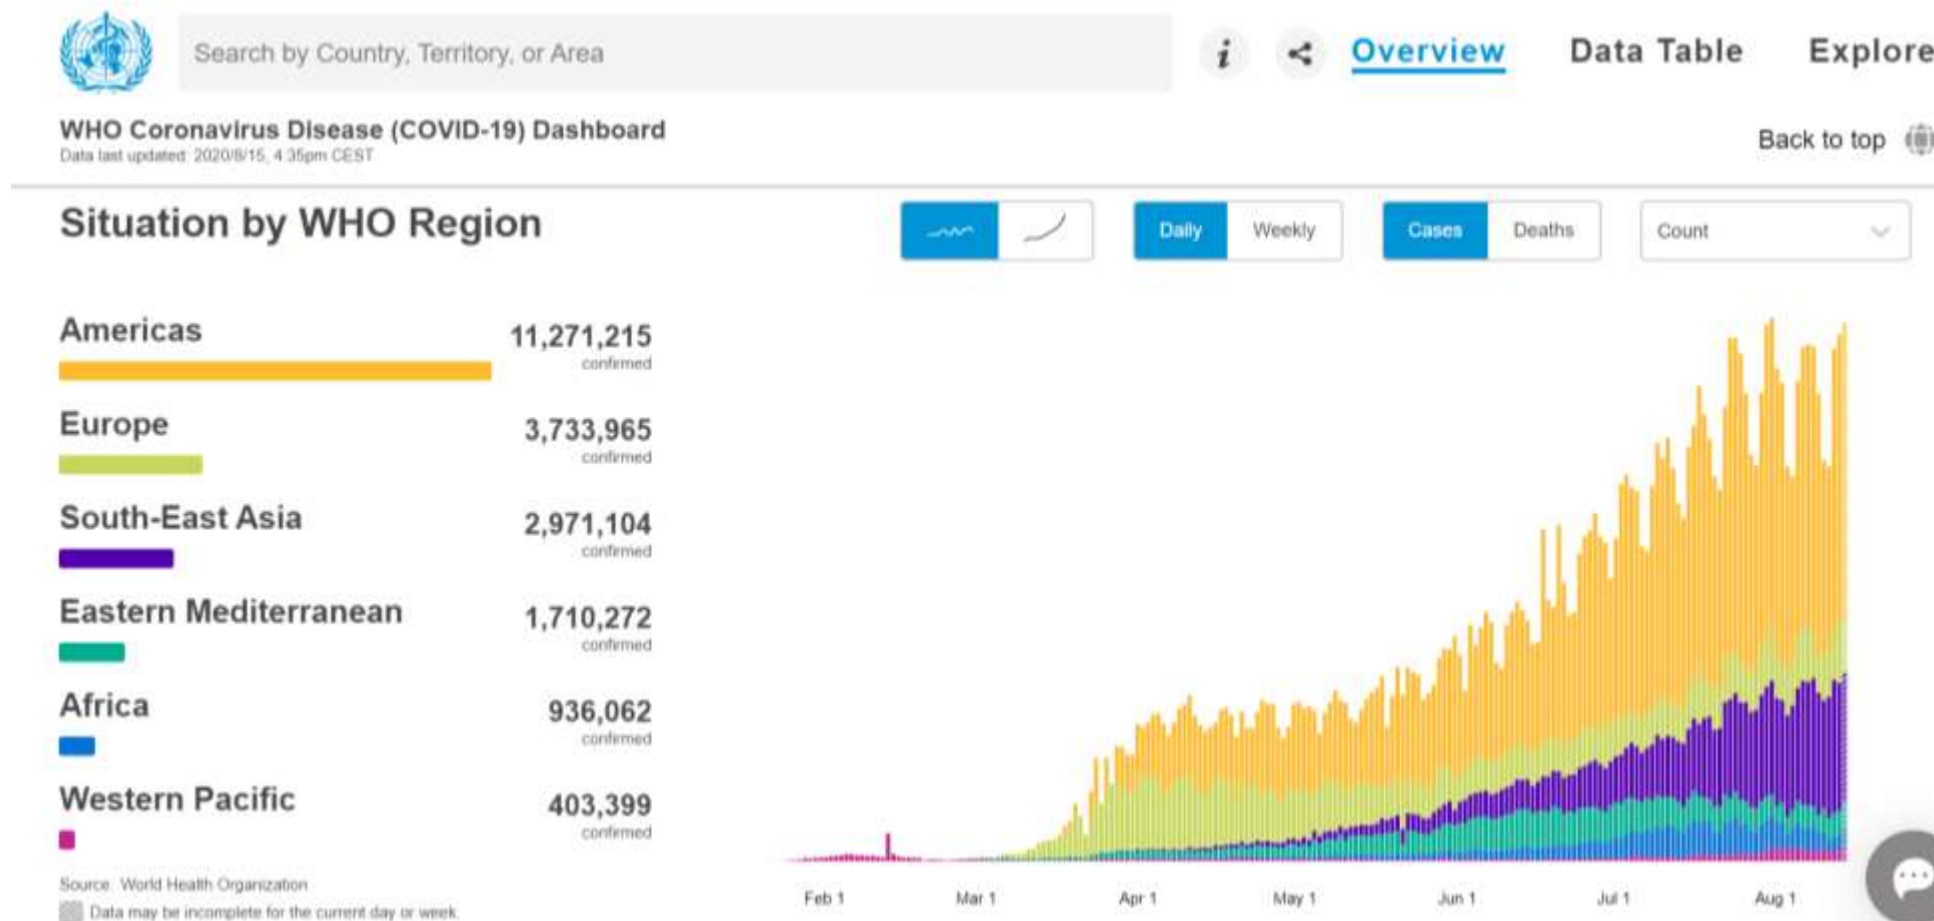 Search by Country, Territory, or Area
i
Overview
Data Table
Explore
WHO Coronavirus Disease (COVID-19) Dashboard
Data last updated: 2020/8/15, 4:35pm CEST
Back to top
Situation by WHO Region
Daily
Weekly
Cases
Deaths
Count
Americas
11,271,215
confirmed
Europe
3,733,965
confirmed
South-East Asia
2,971,104
confirmed
Eastern Mediterranean
1,710,272
confirmed
Africa
936,062
confirmed
Western Pacific
403,399
confirmed
Source: World Health Organization
Data may be incomplete for the current day or week.
Feb 1
Mar 1
Apr 1
May 1
Jun 1
Jul 1
Aug 1